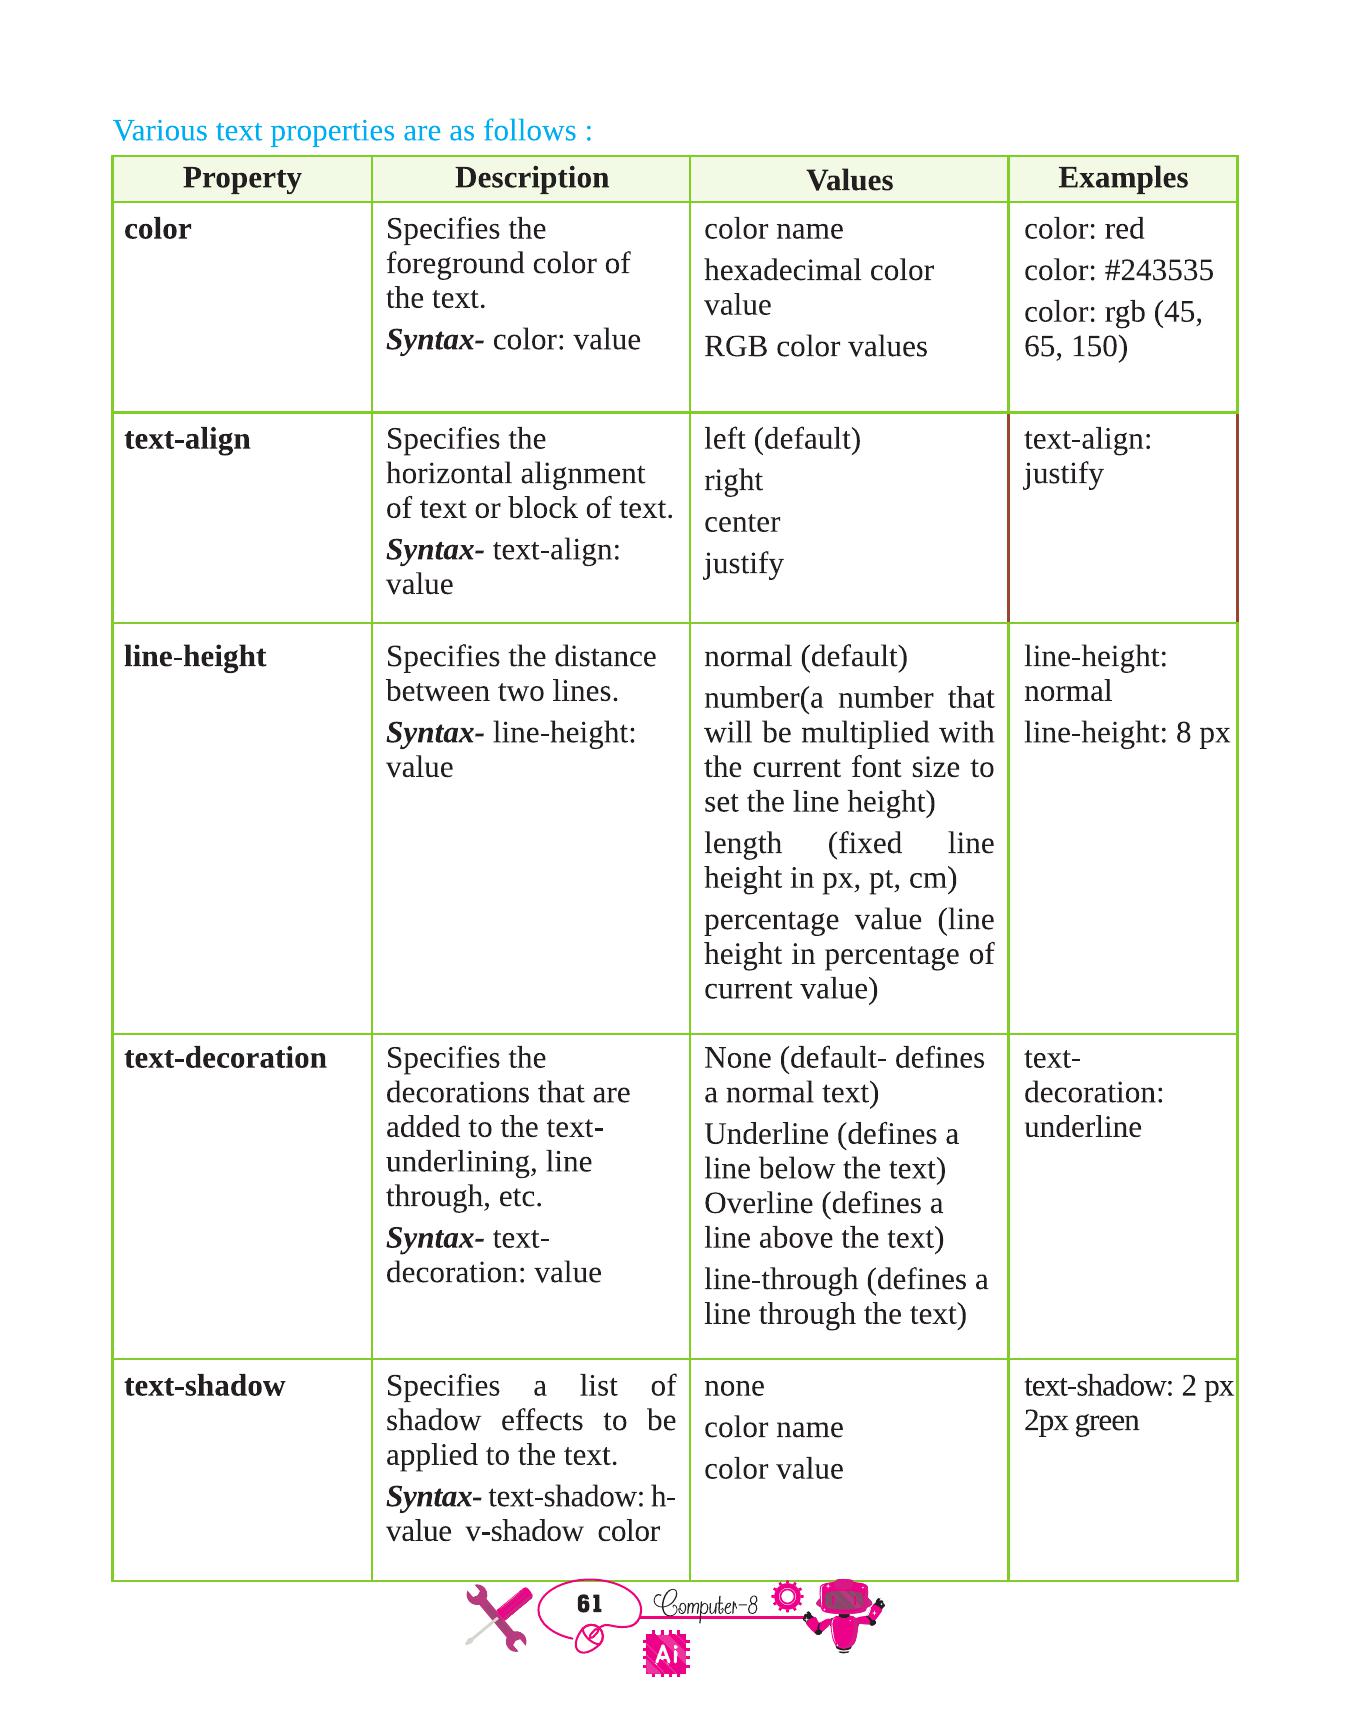 Various text properties are as follows :
Property Description Values Examples
color
Specifies the
foreground color of
the text.
Syntax- color: value
color name
hexadecimal color
value
RGB color values
color: red
color: #243535
color: rgb (45,
65, 150)
text-align
Specifies the
horizontal alignment
of text or block of text.
Syntax- text-align:
value
left (default)
right
center
justify
text-align:
justify
line-height
Specifies the distance
between two lines.
Syntax- line-height:
value
normal (default)
number(a number that
will be multiplied with
the current font size to
set the line height)
length (fixed line
height in px, pt, cm)
percentage value (line
height in percentage of
current value)
line-height:
normal
line-height: 8 px
text-decoration
Specifies the
decorations that are
added to the text-
underlining, line
through, etc.
Syntax- text-
decoration: value
None (default- defines
a normal text)
Underline (defines a
line below the text)
Overline (defines a
line above the text)
line-through (defines a
line through the text)
text-
decoration:
underline
text-shadow
Specifies a list of
shadow effects to be
applied to the text.
Syntax- text-shadow: h-
value v-shadow color
none
color name
color value
text-shadow: 2 px
2px green
61
Computer-8
Ai